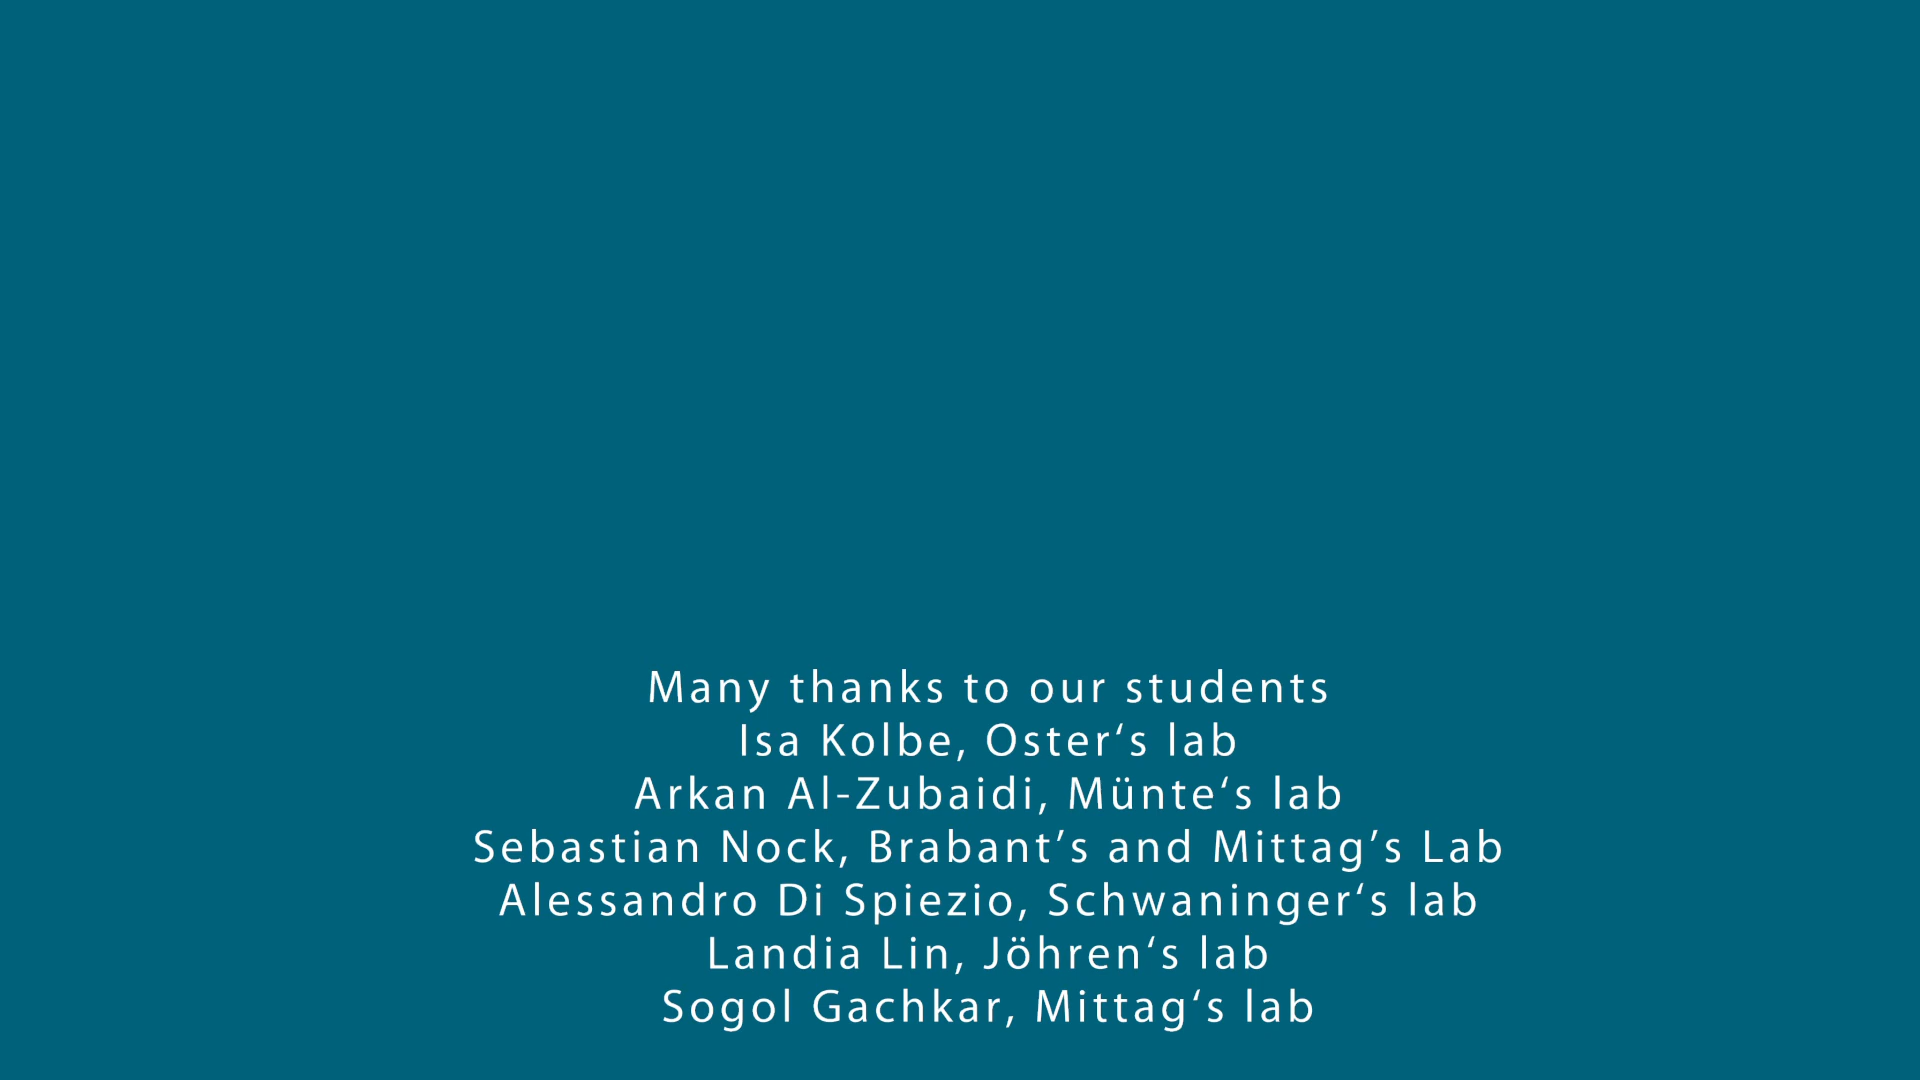 Many thanks to our students
Isa Kolbe, Oster‘s lab
Arkan Al-Zubaidi, Münte‘s lab
Sebastian Nock, Brabant’s and Mittag’s Lab
Alessandro Di Spiezio, Schwaninger‘s lab
Landia Lin, Jöhren‘s lab
Sogol Gachkar, Mittag‘s lab